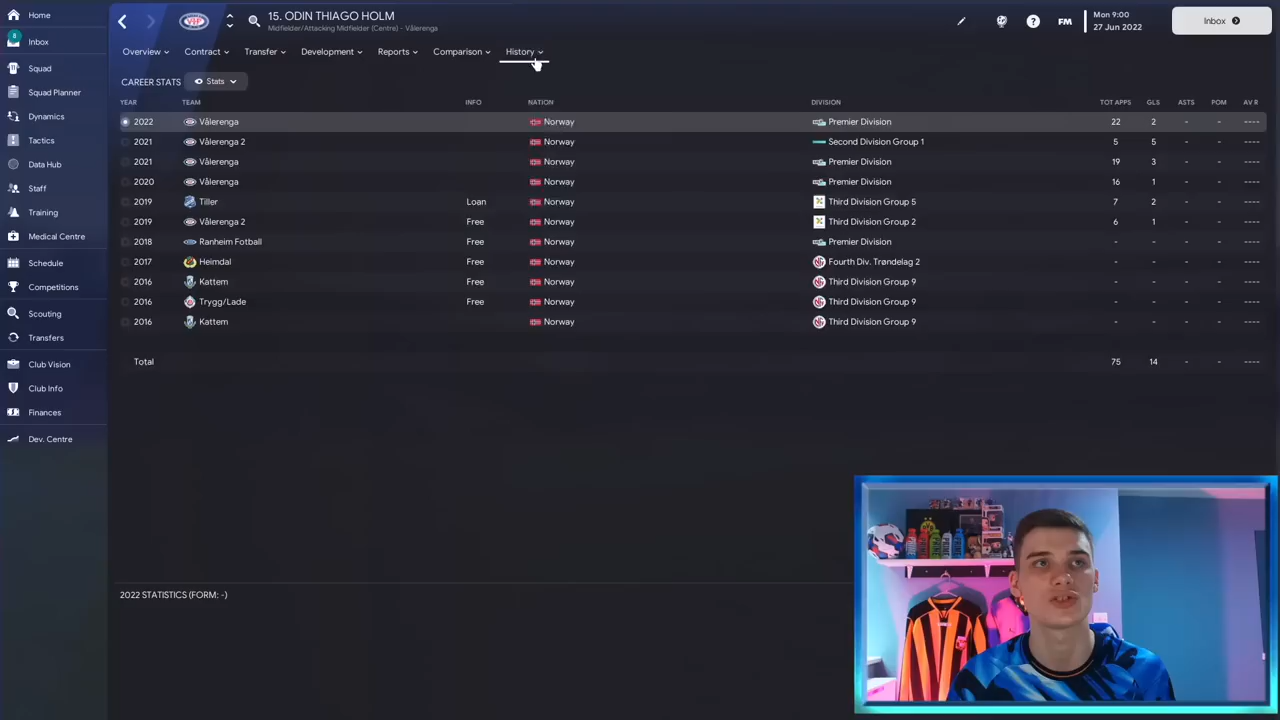 Home
8
Inbox
Squad
Squad Planner
Dynamics
Tactics
Data Hub
Staff
Training
Medical Centre
Schedule
Competitions
Scouting
Transfers
Club Vision
Club Info
Finances
Dev. Centre
15. ODIN THIAGO HOLM
Midfielder/Attacking Midfielder (Centre) - Vålerenga
FM
Mon 9:00
27 Jun 2022
Inbox
Overview Contract Transfer Development Reports Comparison History
CAREER STATS Stats
YEAR TEAM INFO NATION DIVISION TOT APPS GLS ASTS POM AV R
2022 Vålerenga Norway Premier Division 22 2 - - ----
2021 Vålerenga 2 Norway Second Division Group 1 5 5 - - ----
2021 Vålerenga Norway Premier Division 19 3 - - ----
2020 Vålerenga Norway Premier Division 16 1 - - ----
2019 Tiller Loan Norway Third Division Group 5 7 2 - - ----
2019 Vålerenga 2 Free Norway Third Division Group 2 6 1 - - ----
2018 Ranheim Fotball Free Norway Premier Division - - - - ----
2017 Heimdal Free Norway Fourth Div. Trøndelag 2 - - - - ----
2016 Kattem Free Norway Third Division Group 9 - - - - ----
2016 Trygg/Lade Free Norway Third Division Group 9 - - - - ----
2016 Kattem Norway Third Division Group 9 - - - - ----
Total 75 14 - - ----
2022 STATISTICS (FORM: -)